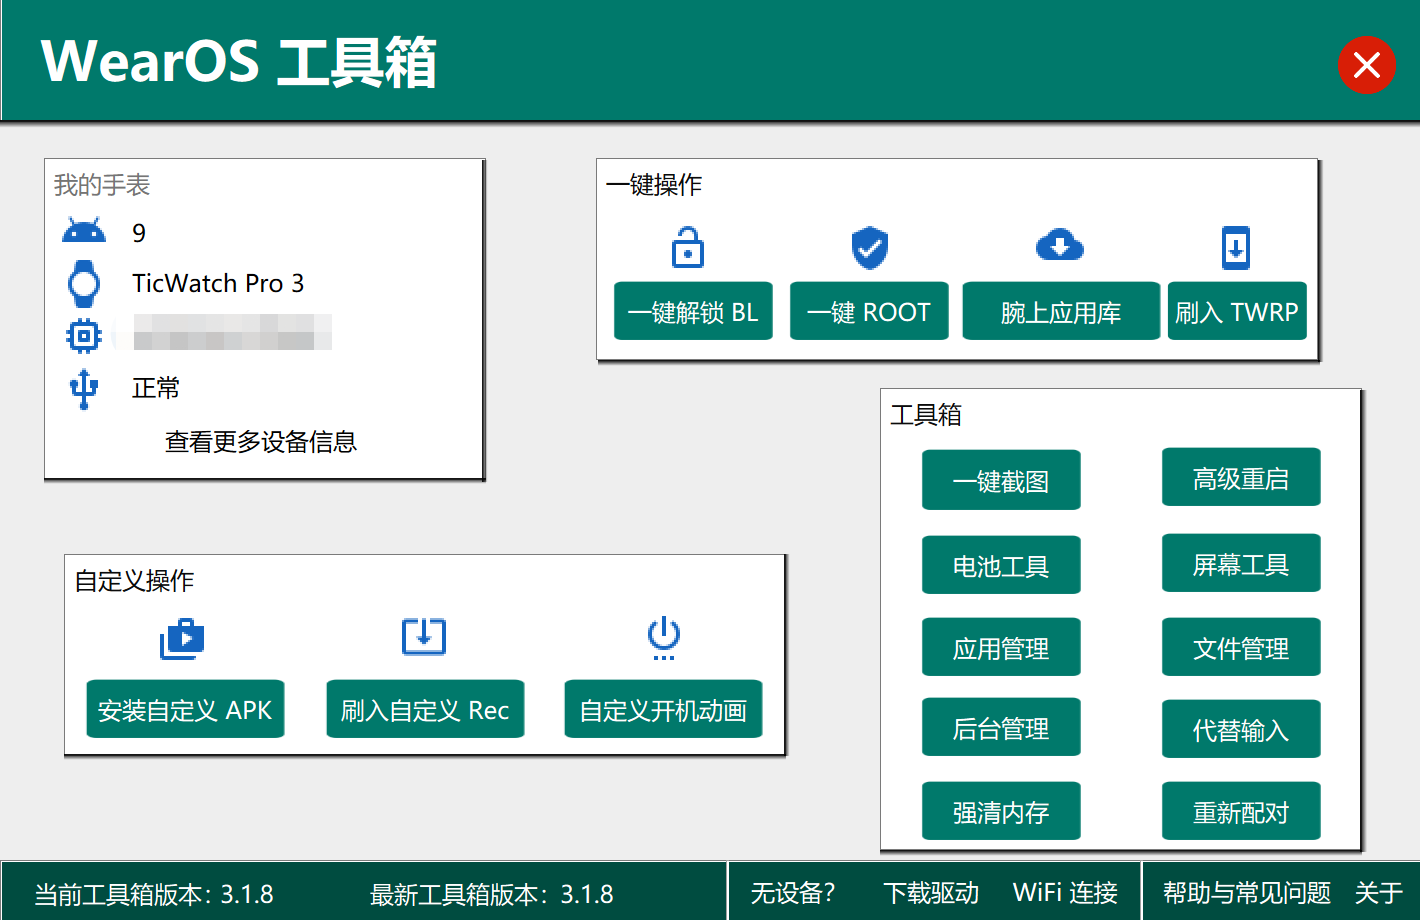 WearOS 工具箱
我的手表
9
TicWatch Pro 3
正常
查看更多设备信息
一键操作
一键解锁 BL
一键 ROOT
腕上应用库
刷入 TWRP
自定义操作
安装自定义 APK
刷入自定义 Rec
自定义开机动画
工具箱
一键截图
高级重启
电池工具
屏幕工具
应用管理
文件管理
后台管理
代替输入
强清内存
重新配对
当前工具箱版本：3.1.8
最新工具箱版本：3.1.8
无设备？
下载驱动
WiFi 连接
帮助与常见问题
关于